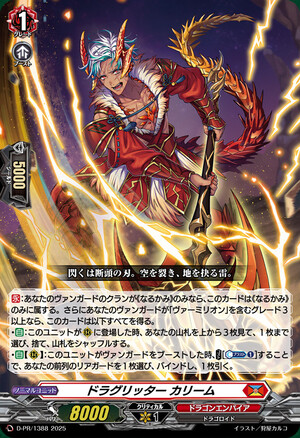 1
グレード
ブースト
5000
シールド
閃くは断頭の刃。空を裂き、地を抉る雷。
永:あなたのヴァンガードのクランが《なるかみ》のみなら、このカードは《なるかみ》
のみに属する。さらにあなたのヴァンガードが「ヴァーミリオン」を含むグレード3
以上なら、このカードは以下すべてを得る。
このユニットが に登場した時、あなたの山札を上から3枚見て、1枚まで
選び、捨て、山札をシャッフルする。
このユニットが ヴァンガードをブーストした時、
ことで、あなたの前列のリアガードを1枚まで選び、バインドし、1枚引く。
ノーマルユニット
ドラグリッター カリーム
パワー
8000
クリティカル
1
ドラゴンエンパイア
ドラゴロイド
D-PR/1388 2025
イラスト/狩屋カルコ